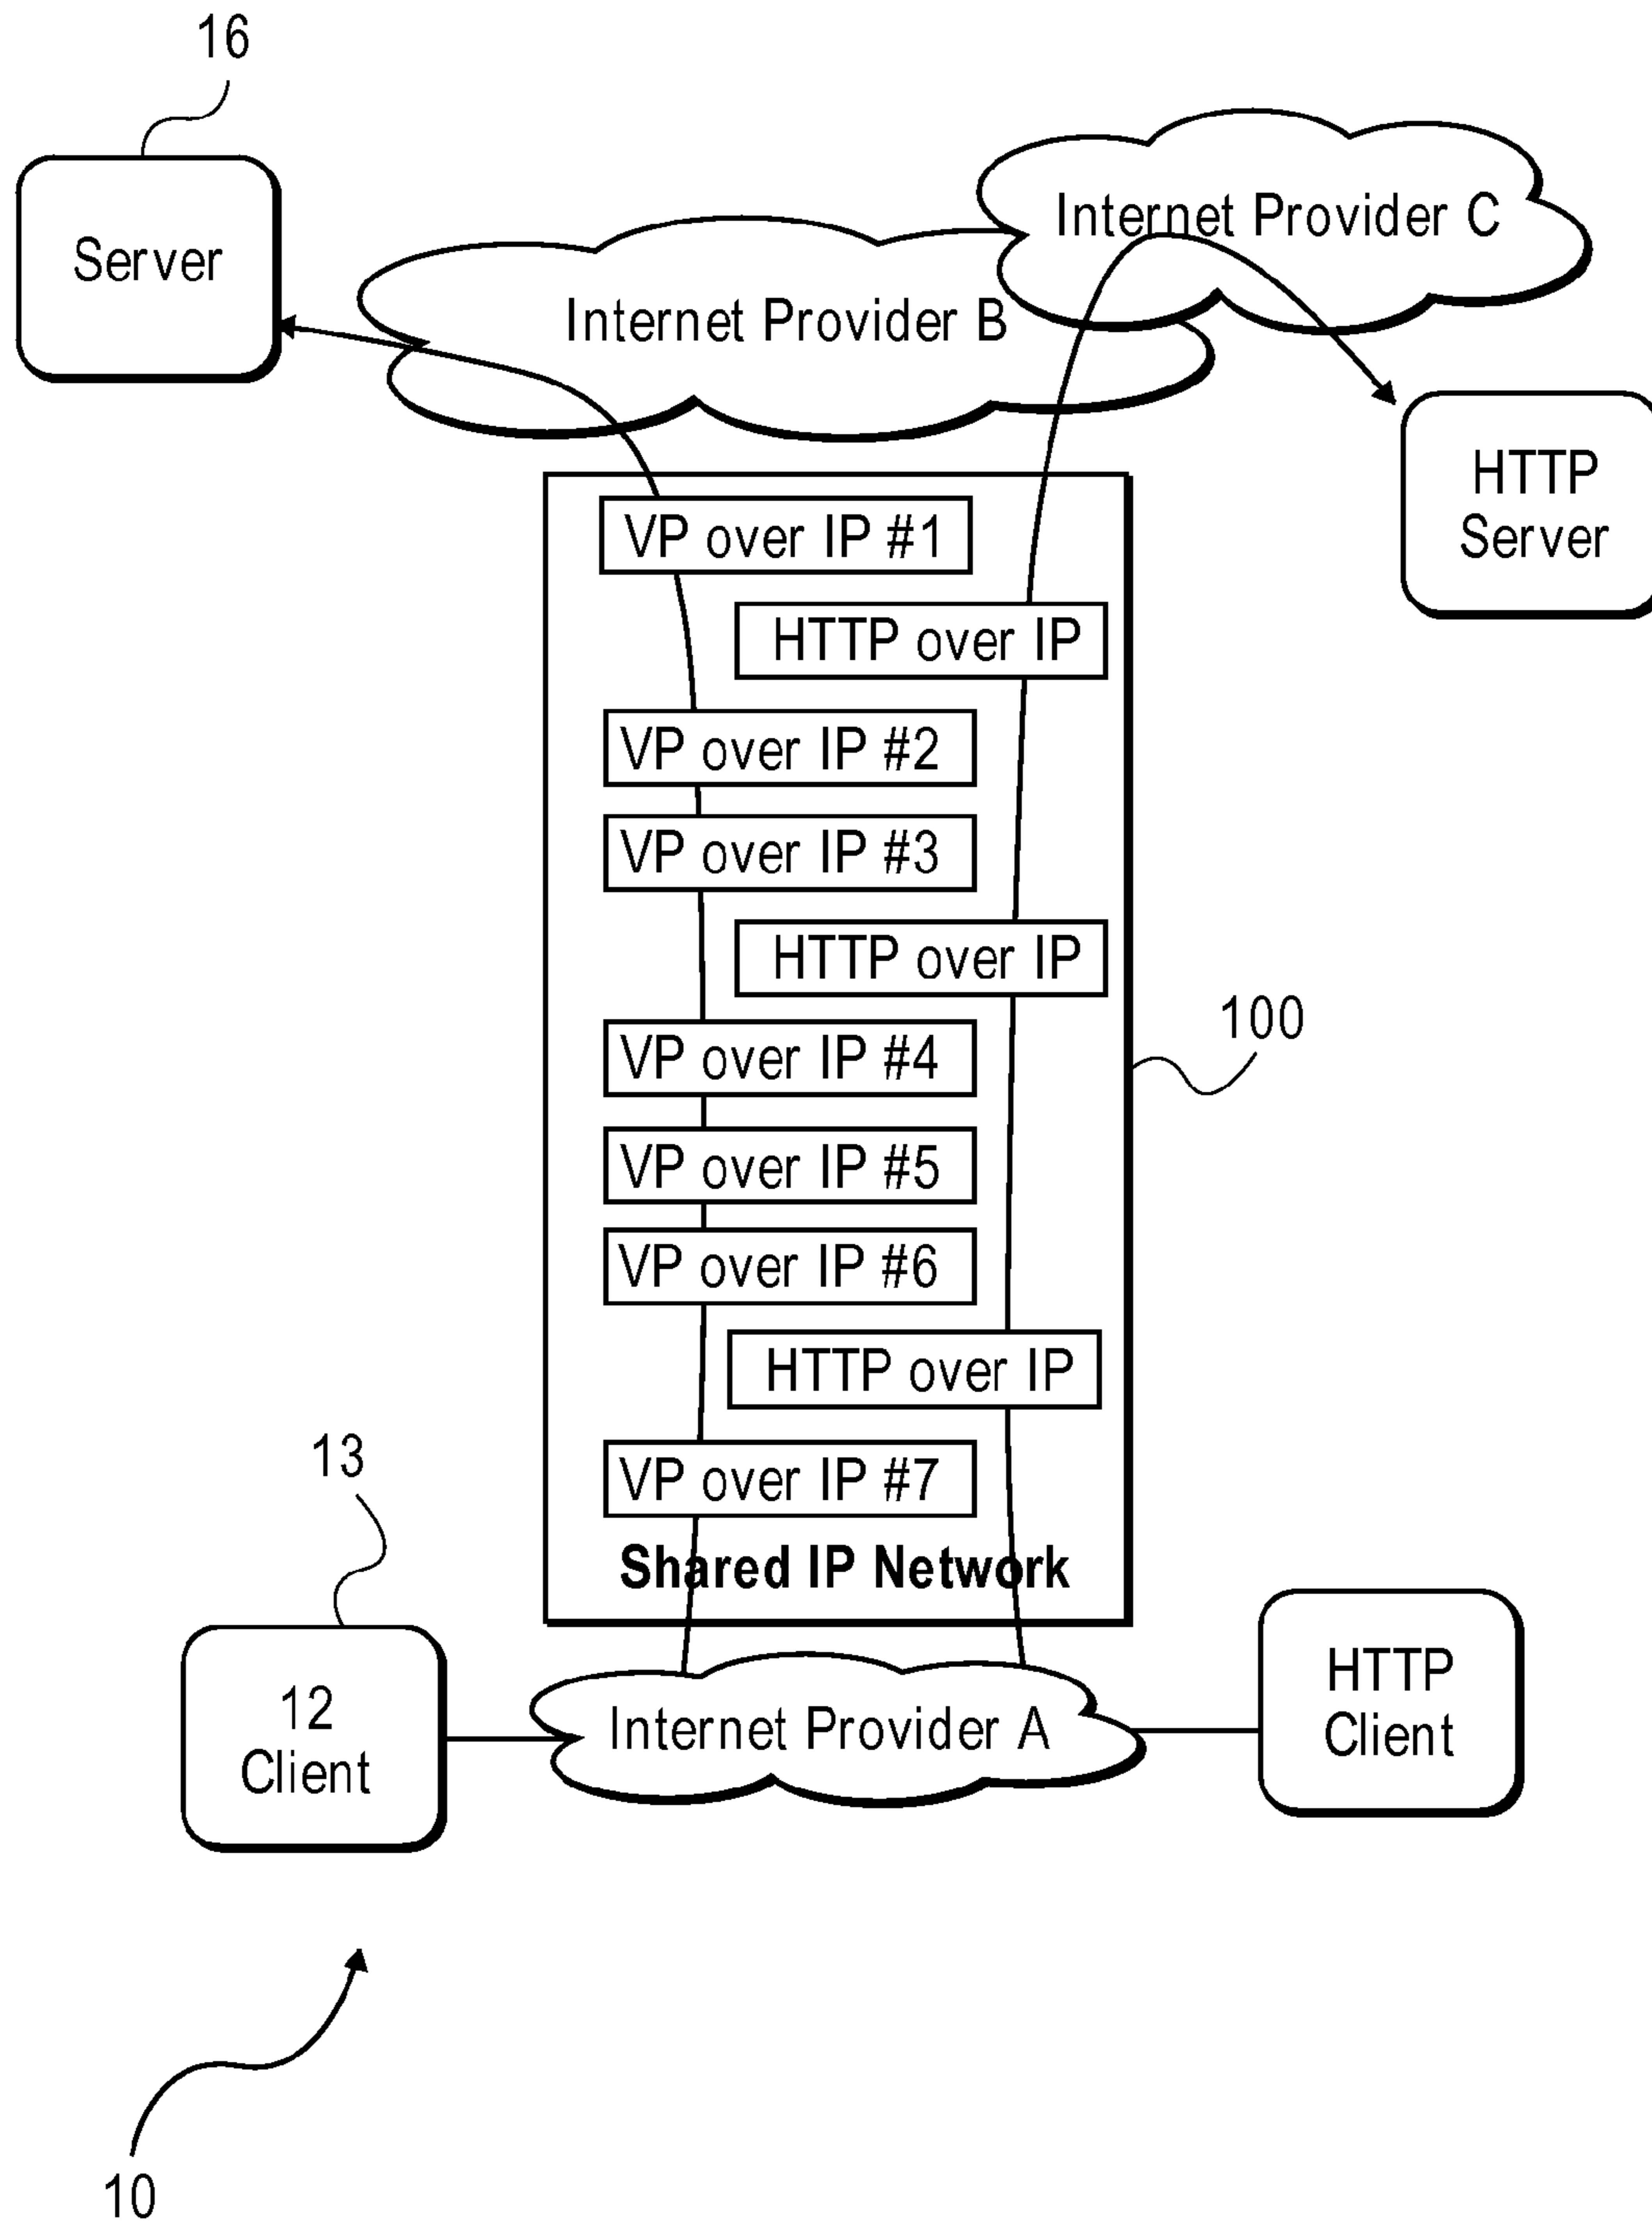 16
Server
Internet Provider C
Internet Provider B
HTTP
Server
VP over IP #1
HTTP over IP
VP over IP #2
VP over IP #3
HTTP over IP
VP over IP #4
100
VP over IP #5
VP over IP #6
HTTP over IP
VP over IP #7
Shared IP Network
13
12
Client
Internet Provider A
HTTP
Client
10